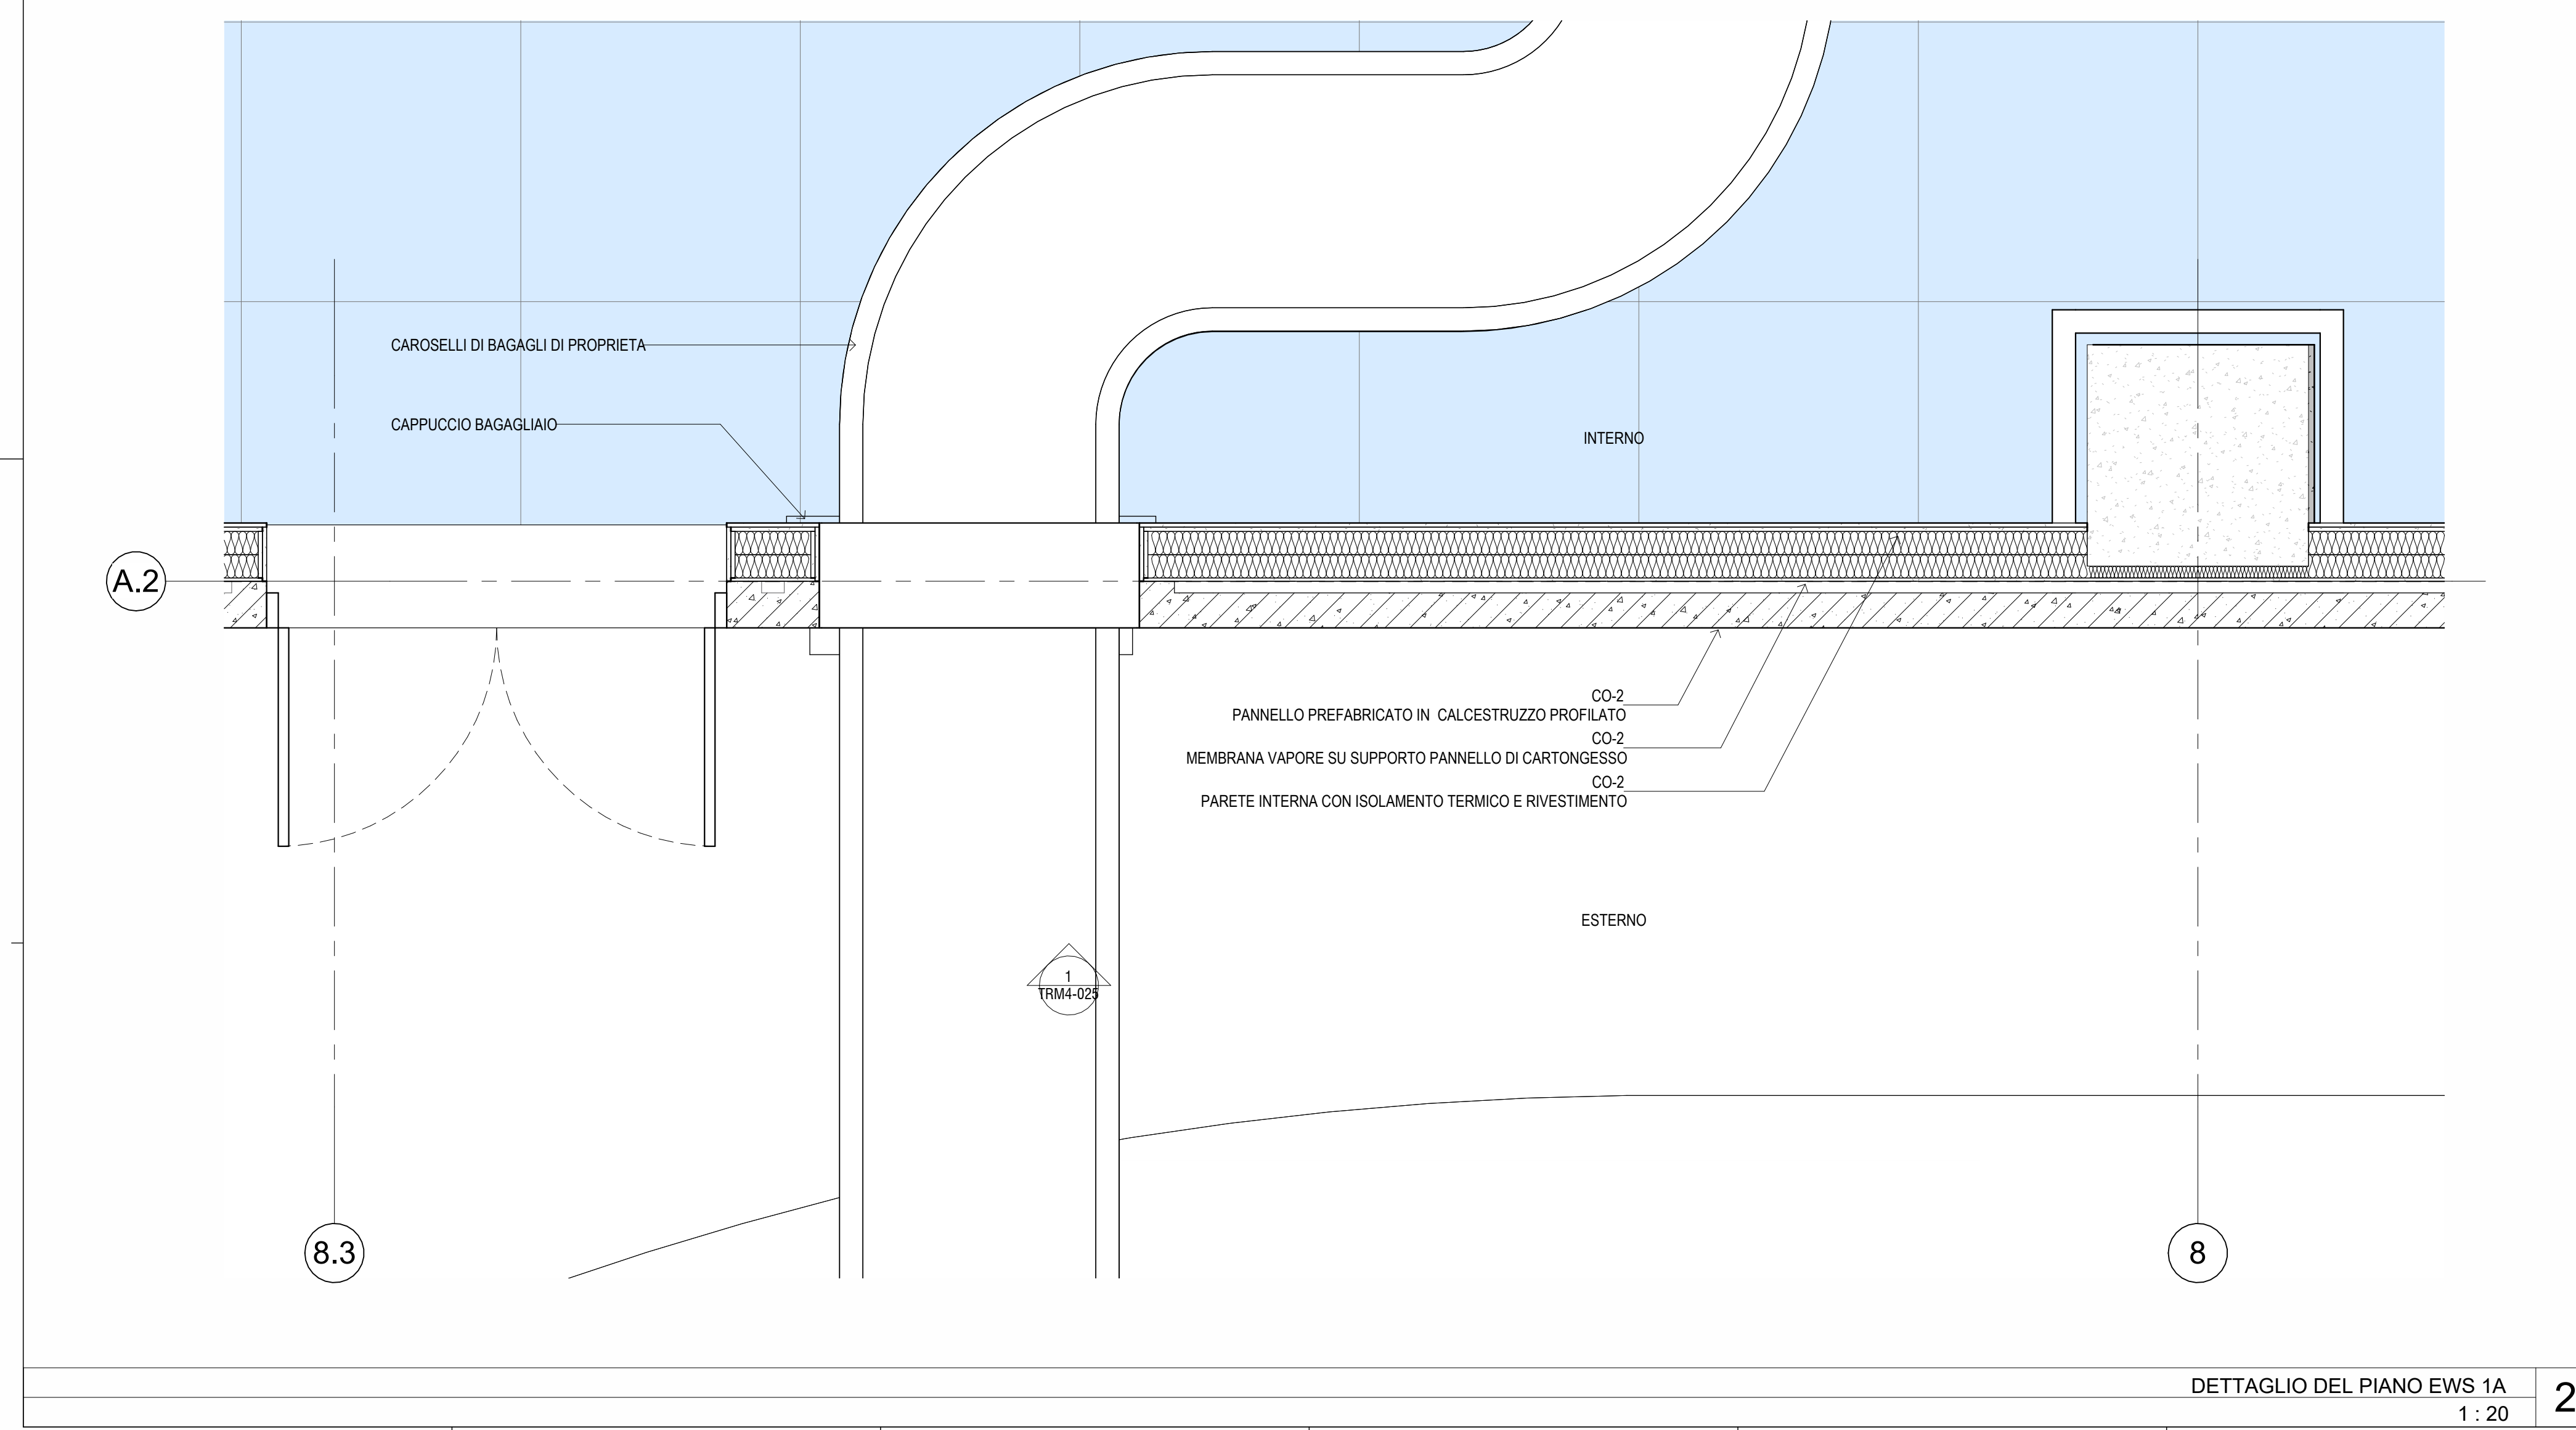 CAROSELLI DI BAGAGLI DI PROPRIETA
CAPPUCCIO BAGAGLIAIO
INTERNO
A.2
CO-2
PANNELLO PREFABRICATO IN CALCESTRUZZO PROFILATO
CO-2
MEMBRANA VAPORE SU SUPPORTO PANNELLO DI CARTONGESSO
CO-2
PARETE INTERNA CON ISOLAMENTO TERMICO E RIVESTIMENTO
ESTERNO
1
TRM4-025
8.3
8
DETTAGLIO DEL PIANO EWS 1A
2
1 : 20